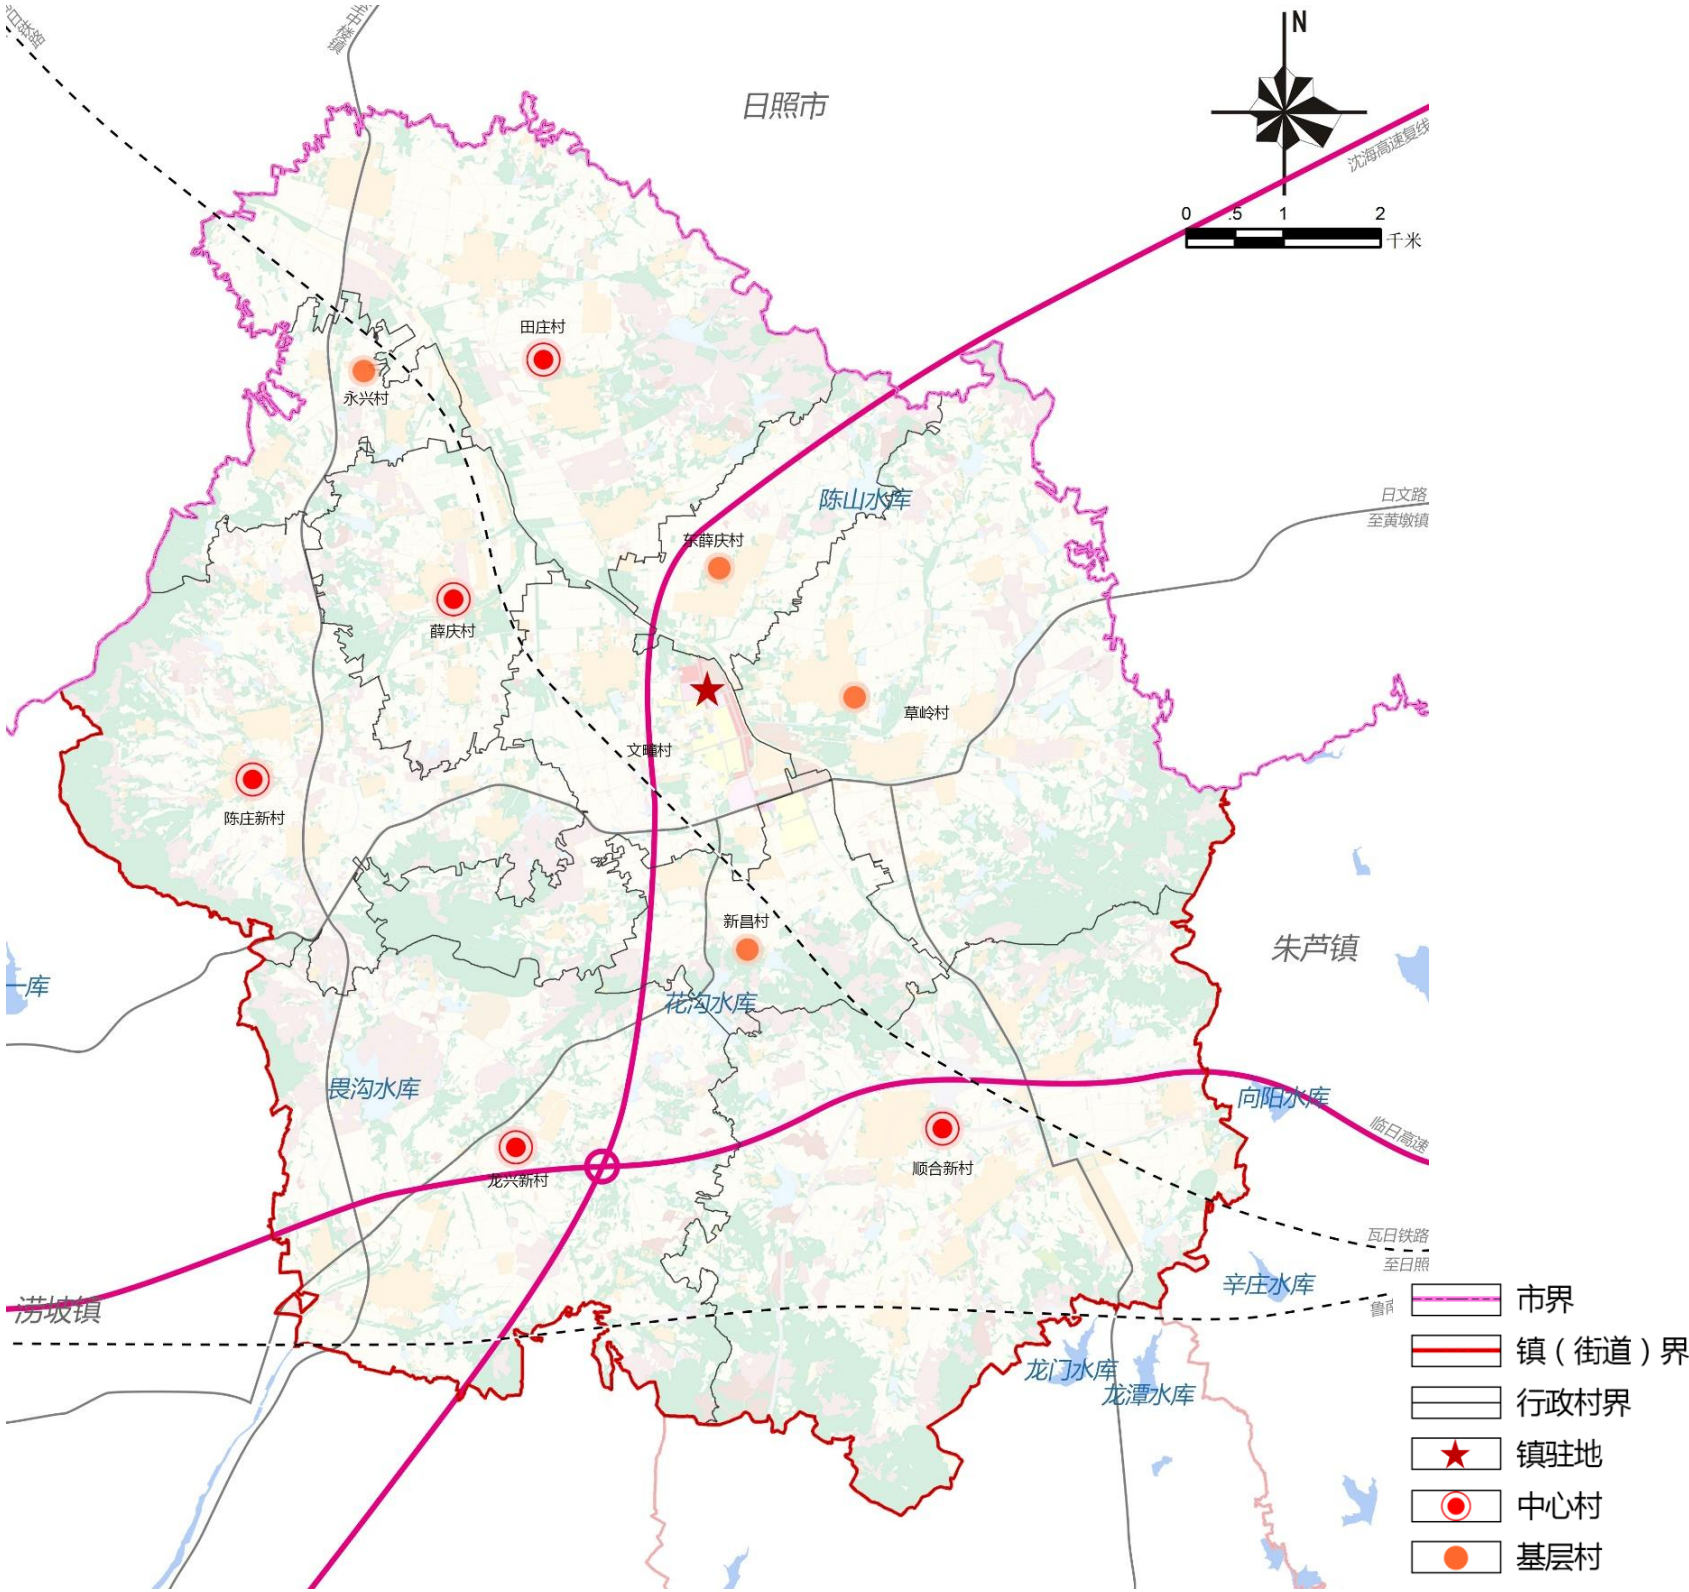 N
日照市
沈海高速复线
0 .5 1 2
千米
田庄村
永兴村
日文路
至黄墩镇
陈山水库
东薛庆村
薛庆村
草岭村
文疃村
陈庄新村
新昌村
朱芦镇
一库
花沟水库
畏沟水库
向阳水库
临日高速
顺合新村
龙兴新村
瓦日铁路
至日照
辛庄水库
涝坡镇
鲁南
龙门水库
龙潭水库
市界
镇（街道）界
行政村界
镇驻地
中心村
基层村